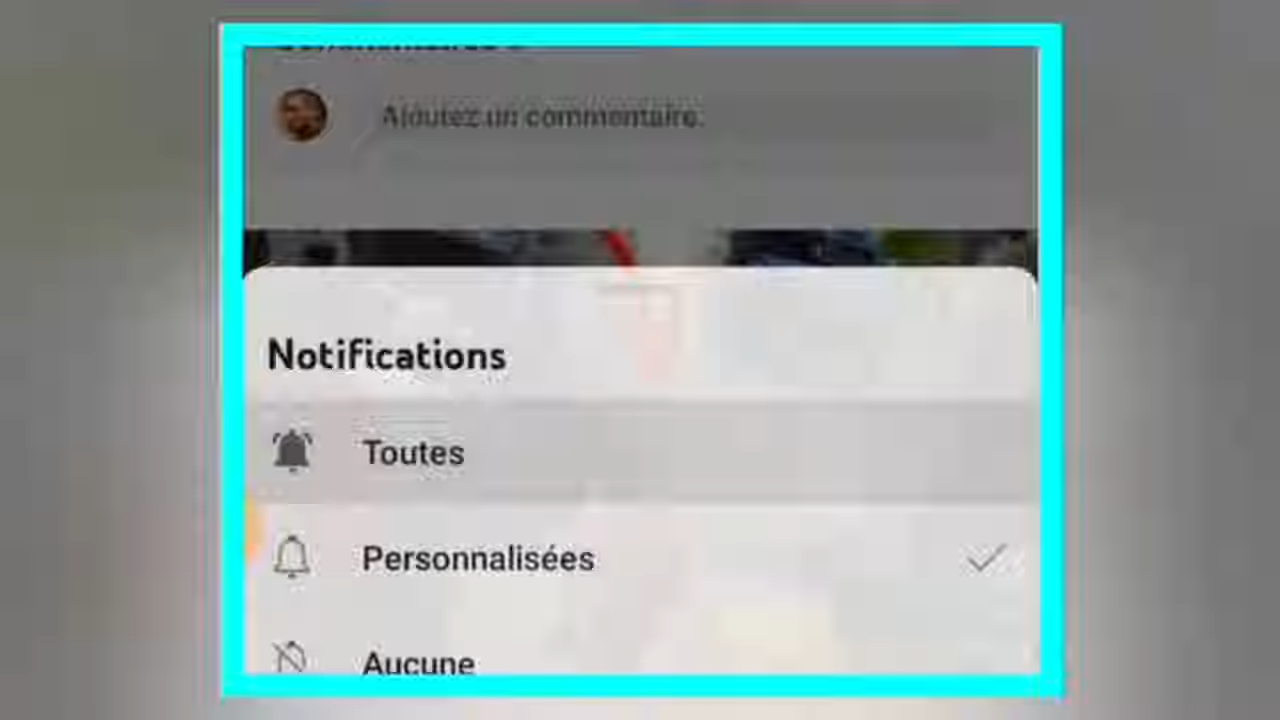 Ajoutez un commentaire.
Notifications
Toutes
Personnalisées
Aucune